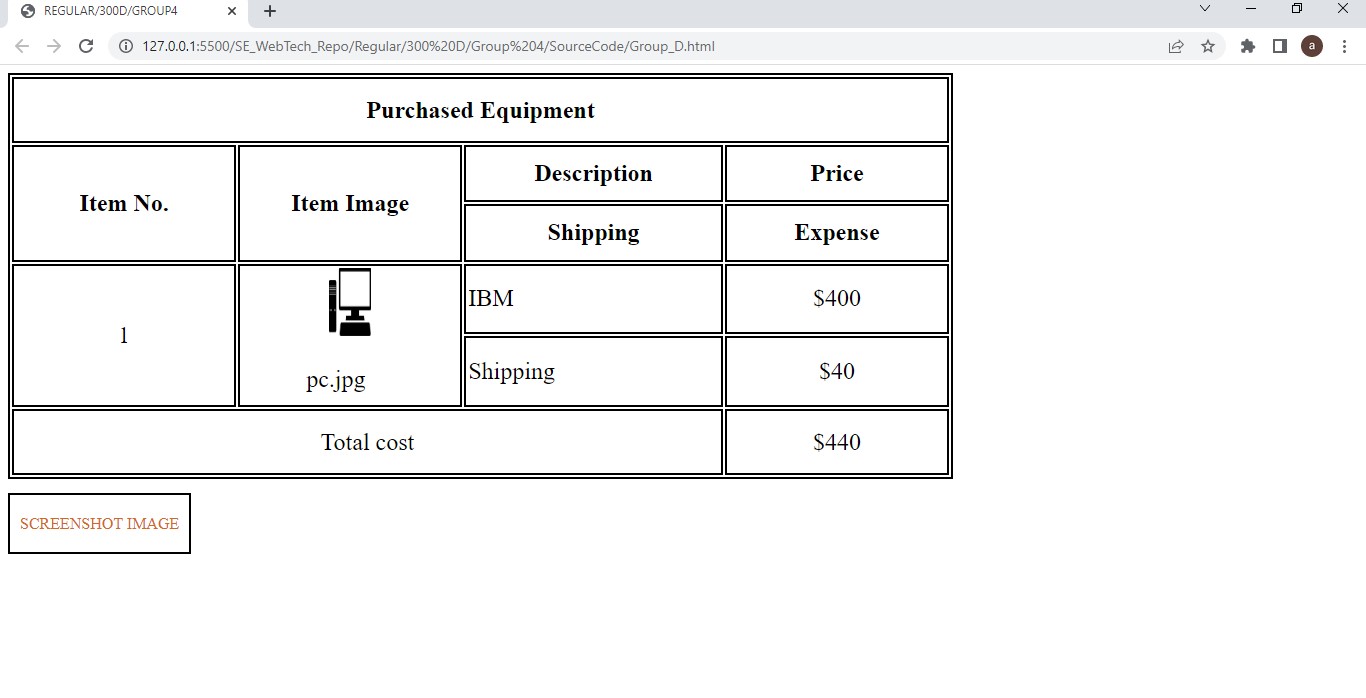 REGULAR/300D/GROUP4
127.0.0.1:5500/SE_WebTech_Repo/Regular/300%20D/Group%204/SourceCode/Group_D.html
a
Purchased Equipment
Item No. Item Image Description Price
Shipping Expense
1 IBM $400
pc.jpg Shipping $40
Total cost $440
SCREENSHOT IMAGE